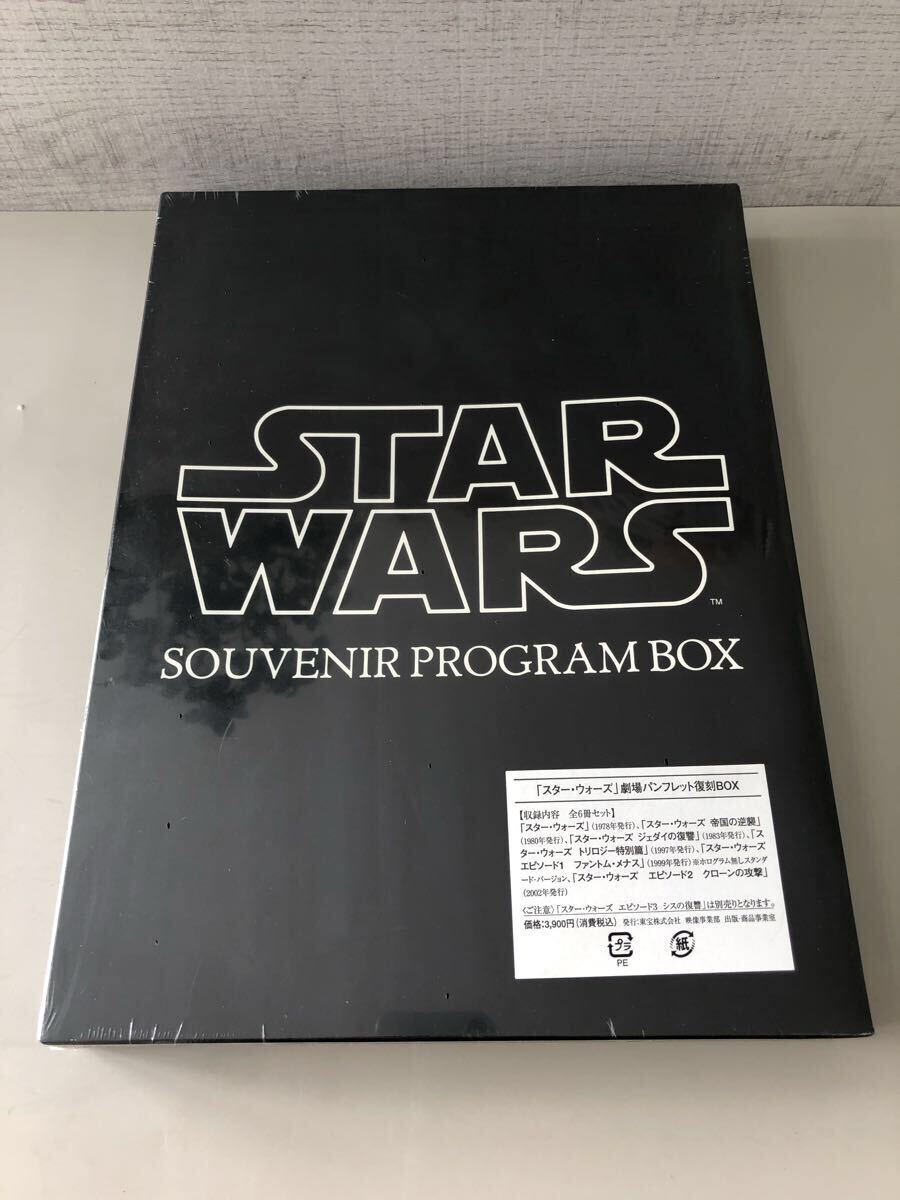 STAR
WARS
TM
SOUVENIR PROGRAM BOX
「スター・ウォーズ」劇場パンフレット復刻BOX
【収録内容 全6冊セット】
「スター・ウォーズ」(1978年発行)、「スター・ウォーズ 帝国の逆襲」
(1980年発行)、「スター・ウォーズ ジェダイの復讐」(1983年発行)、「ス
ター・ウォーズ トリロジー特別篇」(1997年発行)、「スター・ウォーズ
エピソード1 ファントム・メナス」(1999年発行)※ホログラム無しスタンダ
ード・バージョン、「スター・ウォーズ エピソード2 クローンの攻撃」
(2002年発行)
〈ご注意〉「スター・ウォーズ エピソード3 シスの復讐」は別売りとなります。
価格:3,900円(消費税込) 発行:東宝株式会社 映像事業部 出版・商品事業室
プラ
PE
紙